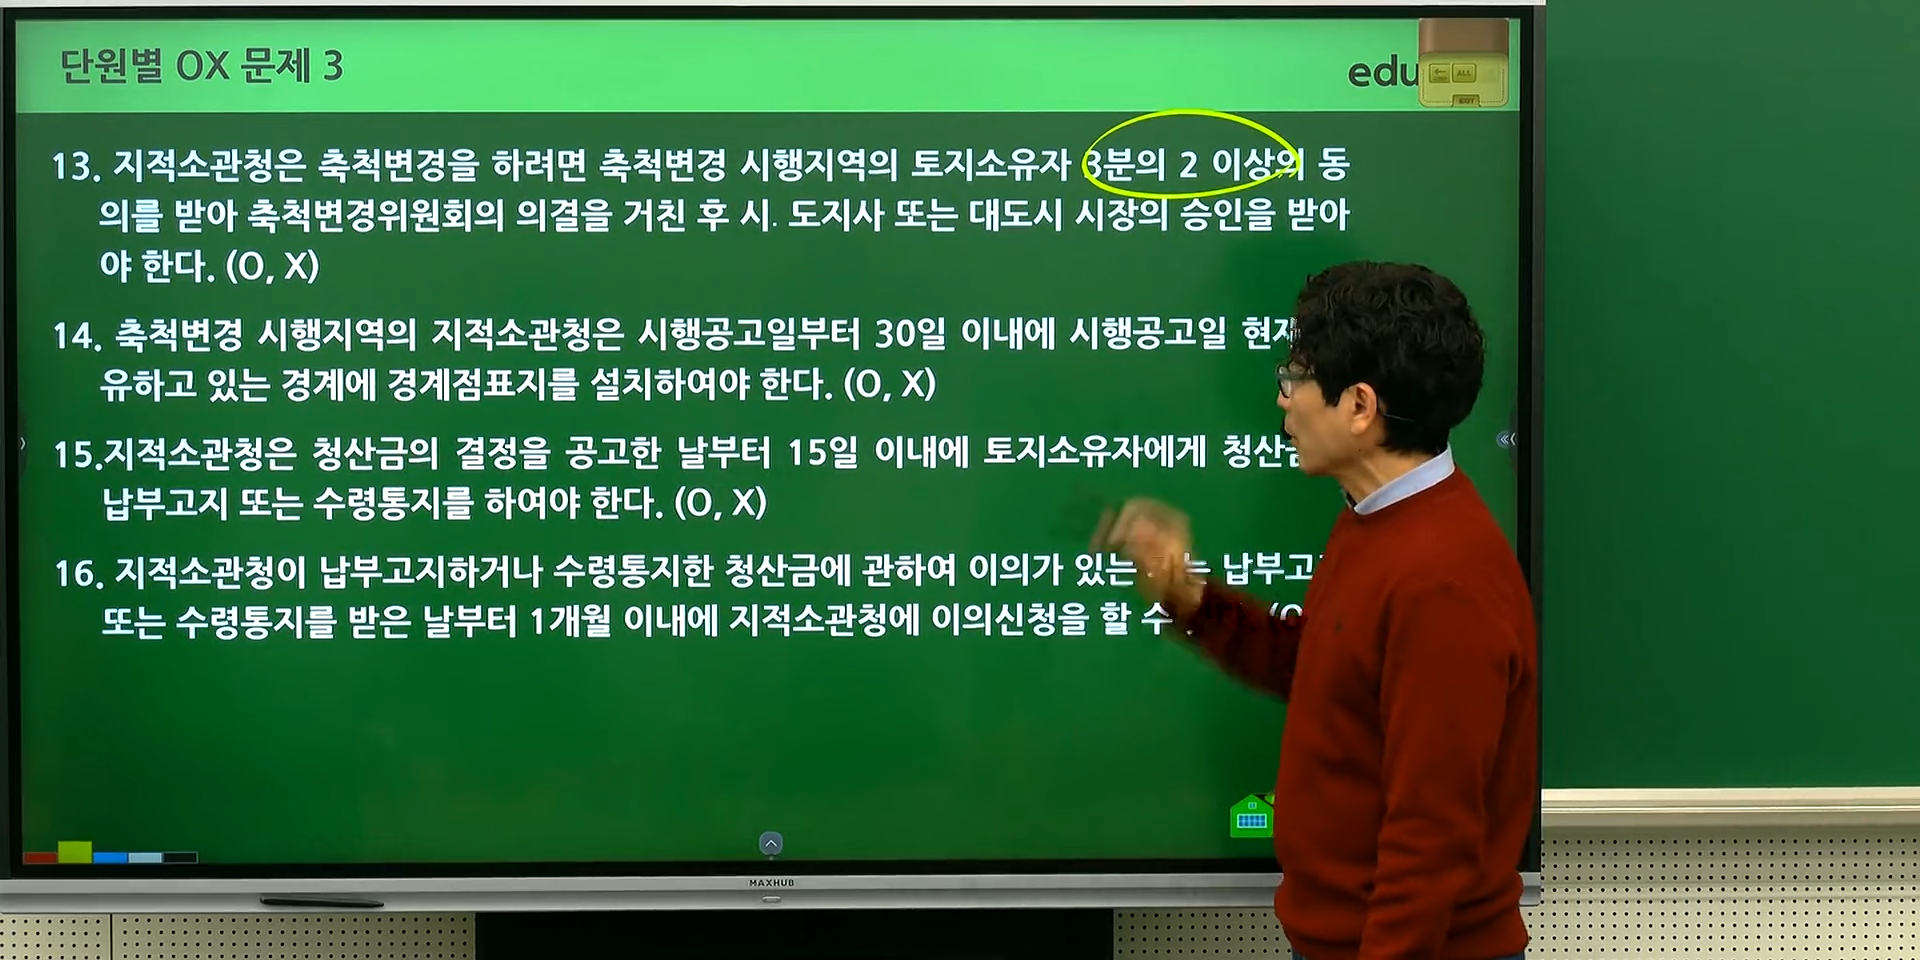 단원별 OX 문제 3
edu
ALL
EXIT
13. 지적소관청은 축척변경을 하려면 축척변경 시행지역의 토지소유자 3분의 2 이상의 동
의를 받아 축척변경위원회의 의결을 거친 후 시. 도지사 또는 대도시 시장의 승인을 받아
야 한다. (O, X)
14. 축척변경 시행지역의 지적소관청은 시행공고일부터 30일 이내에 시행공고일 현재
유하고 있는 경계에 경계점표지를 설치하여야 한다. (O, X)
15.지적소관청은 청산금의 결정을 공고한 날부터 15일 이내에 토지소유자에게 청산
납부고지 또는 수령통지를 하여야 한다. (O, X)
16. 지적소관청이 납부고지하거나 수령통지한 청산금에 관하여 이의가 있는 납부고
또는 수령통지를 받은 날부터 1개월 이내에 지적소관청에 이의신청을 할 수 (O
MAXHUB